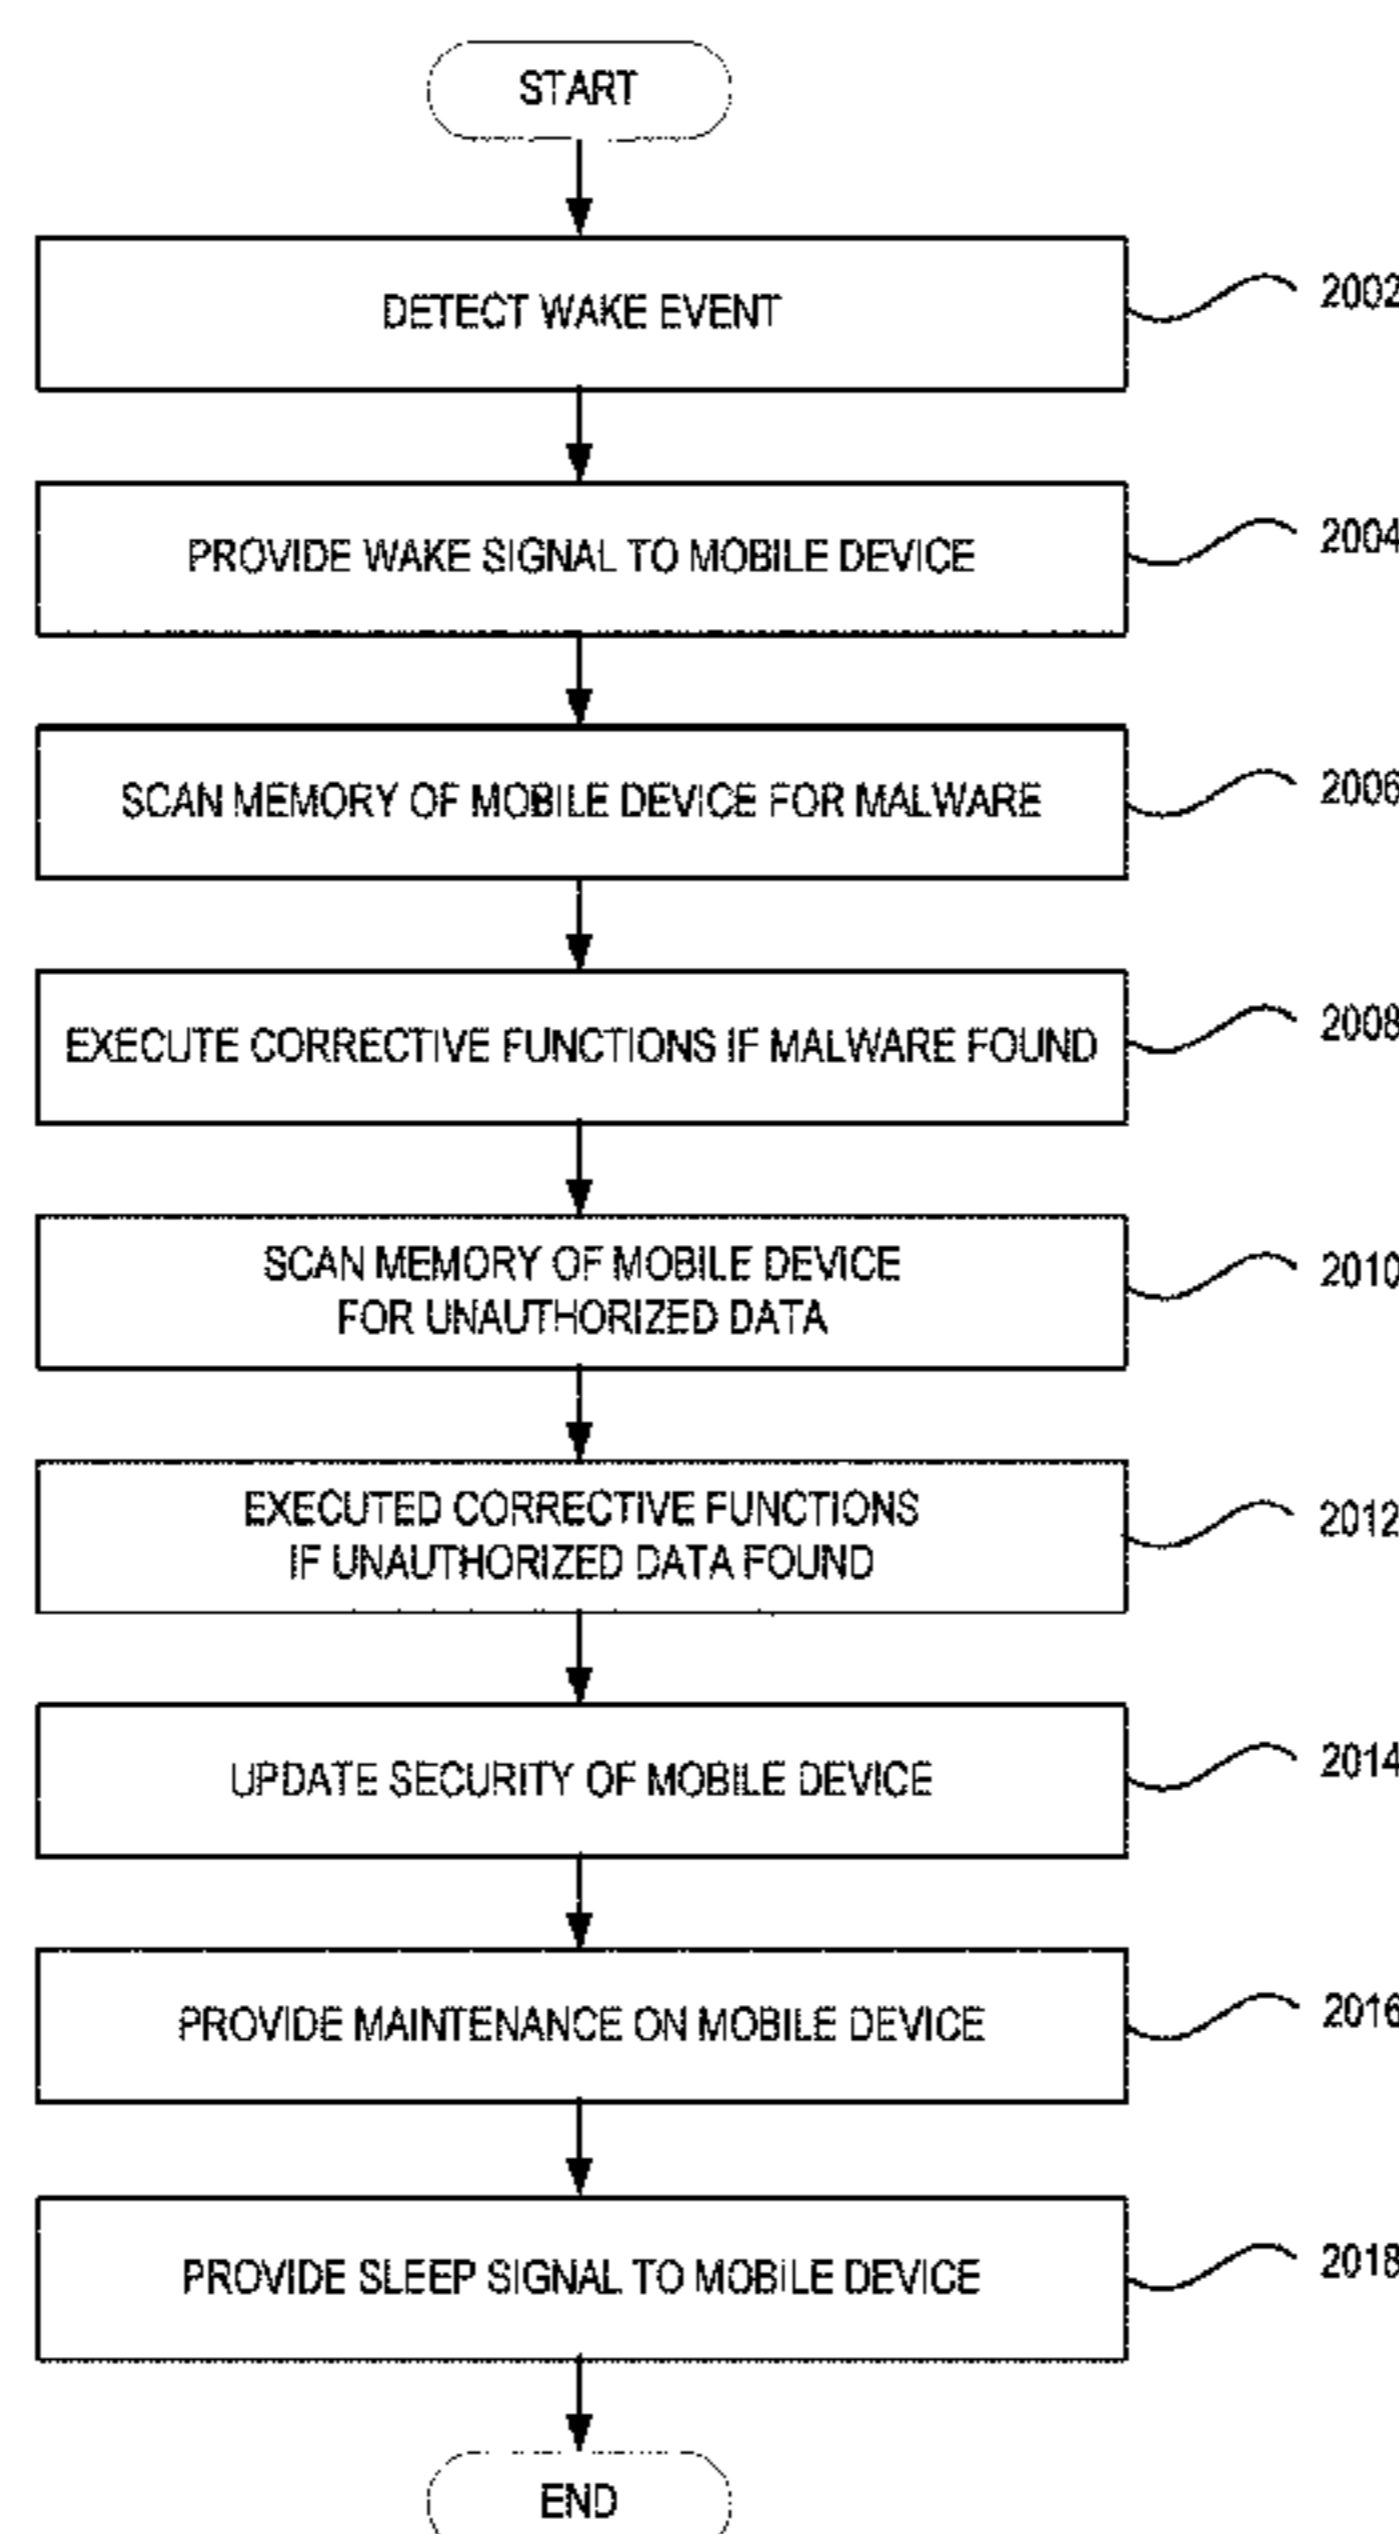 START
DETECT WAKE EVENT
2002
PROVIDE WAKE SIGNAL TO MOBILE DEVICE
2004
SCAN MEMORY OF MOBILE DEVICE FOR MALWARE
2006
EXECUTE CORRECTIVE FUNCTIONS IF MALWARE FOUND
2008
SCAN MEMORY OF MOBILE DEVICE
FOR UNAUTHORIZED DATA
2010
EXECUTED CORRECTIVE FUNCTIONS
IF UNAUTHORIZED DATA FOUND
2012
UPDATE SECURITY OF MOBILE DEVICE
2014
PROVIDE MAINTENANCE ON MOBILE DEVICE
2016
PROVIDE SLEEP SIGNAL TO MOBILE DEVICE
2018
END